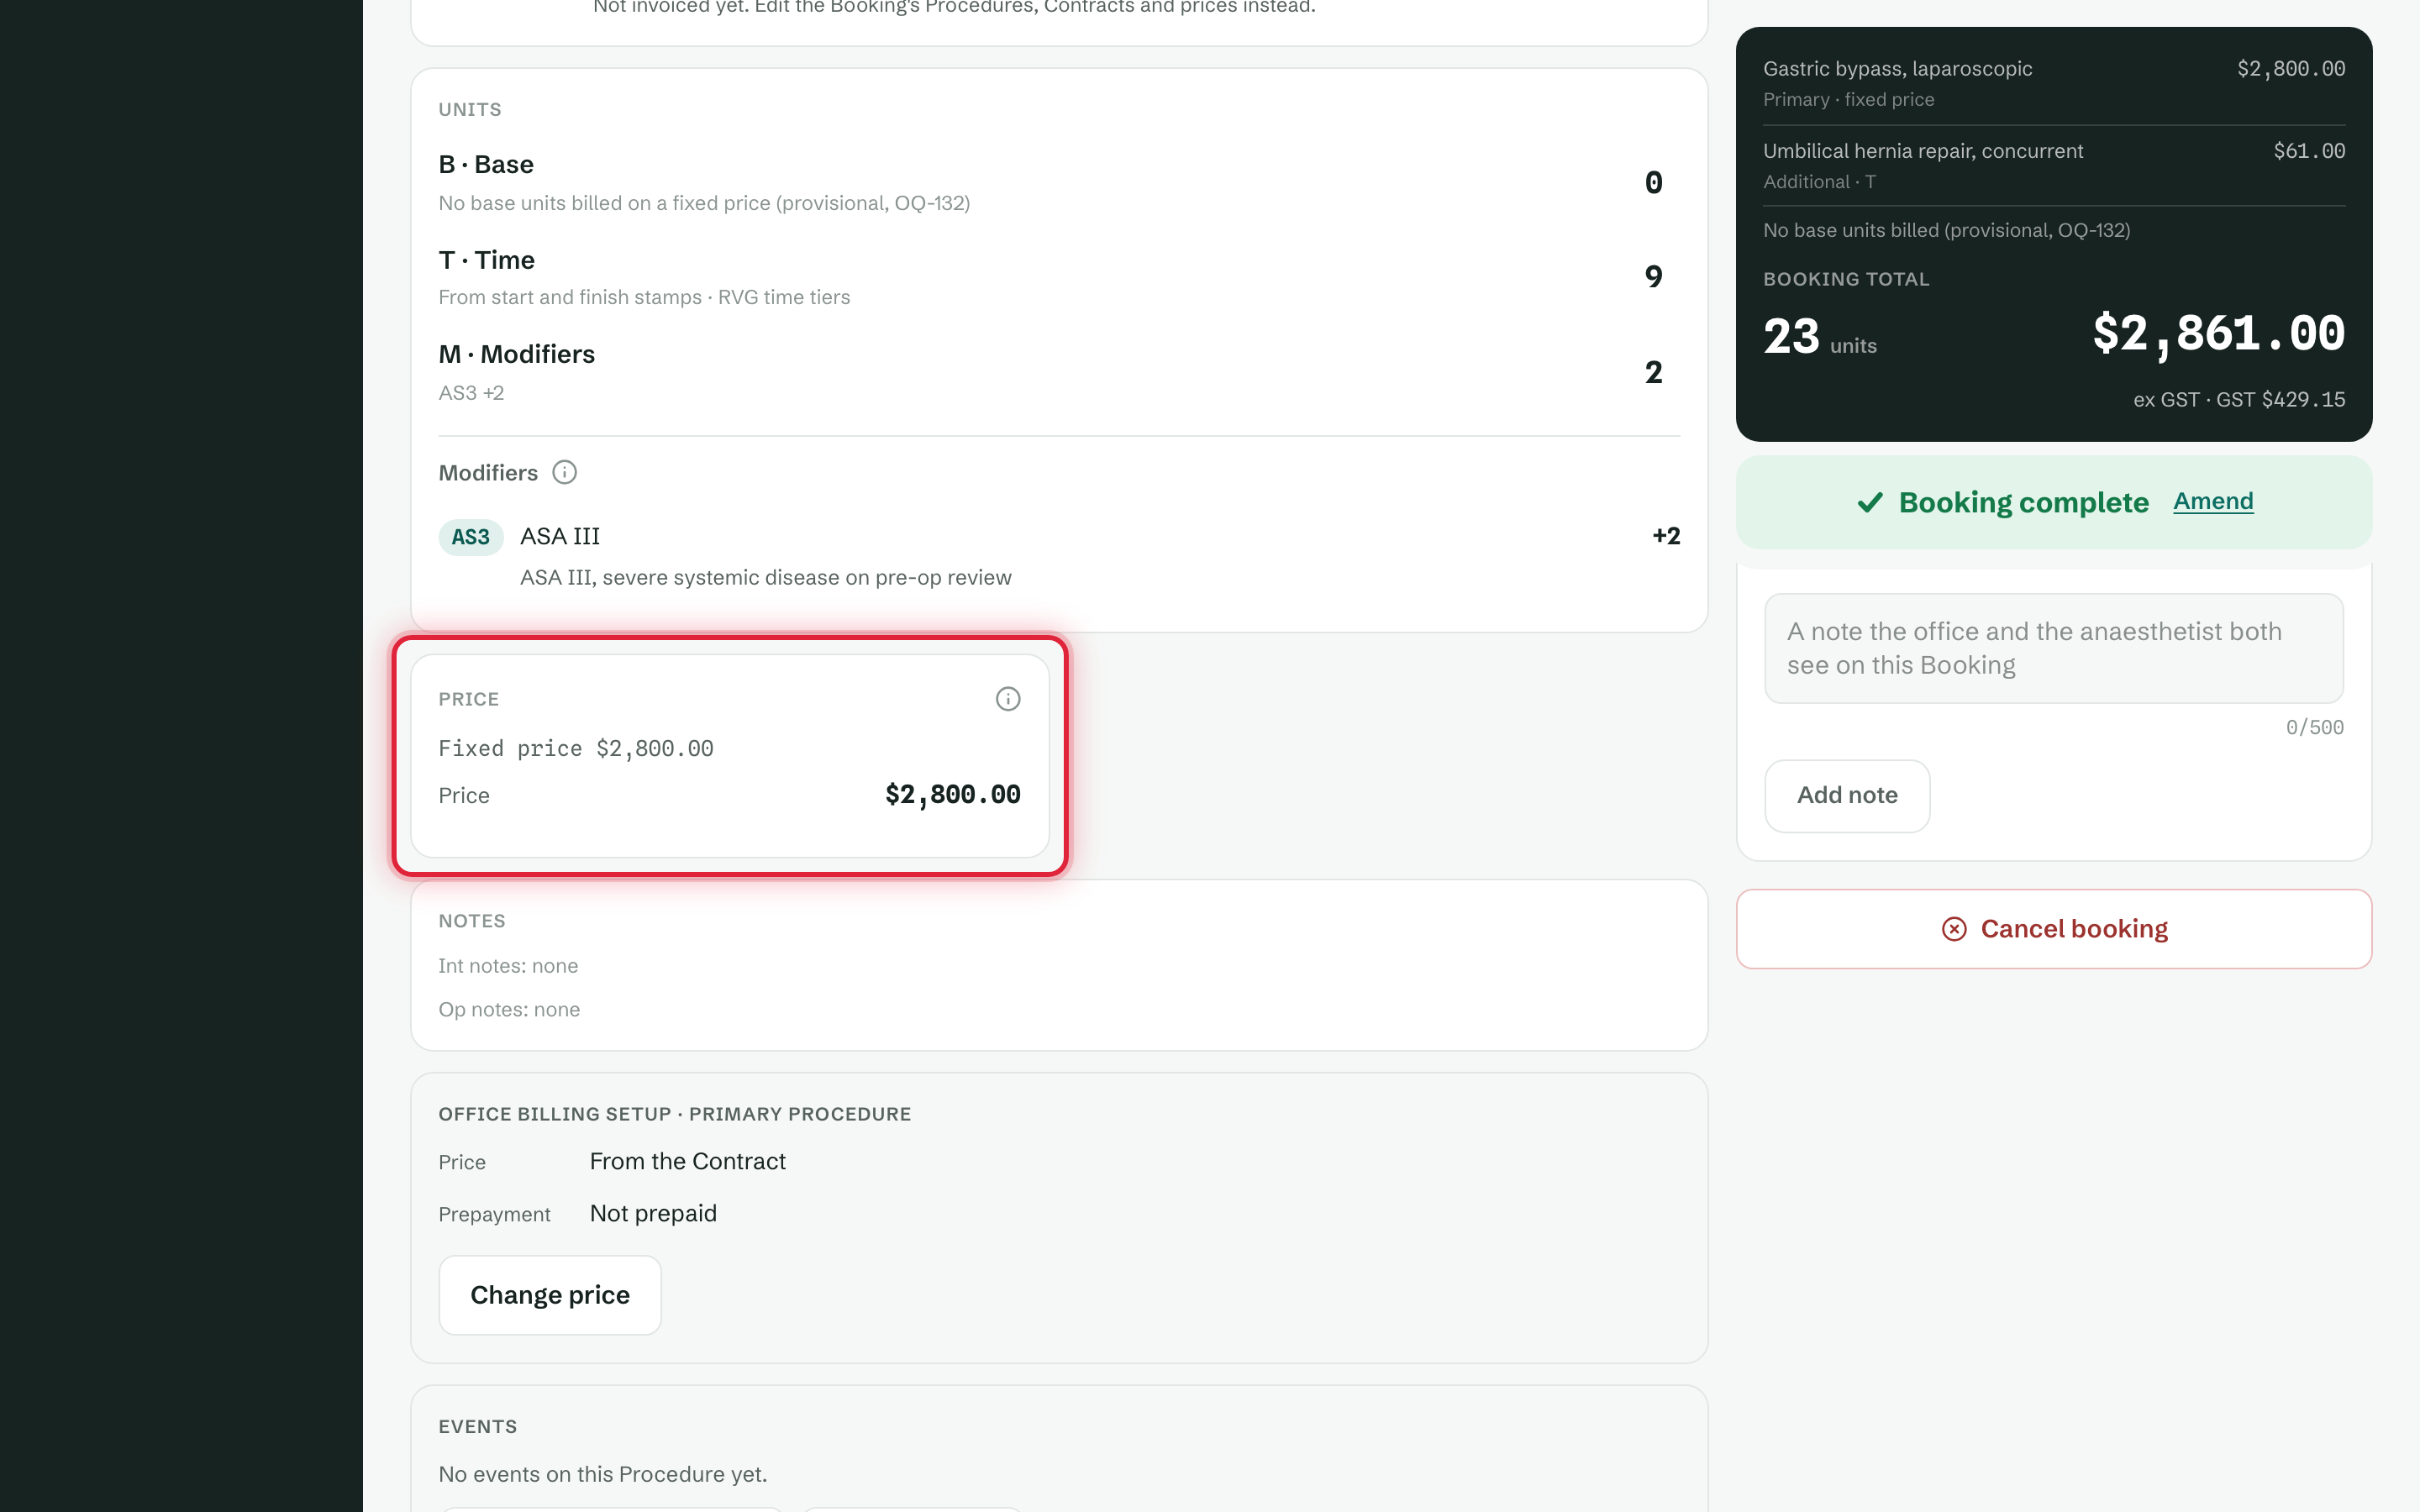 Not invoiced yet. Edit the Booking's Procedures, Contracts and prices instead.
UNITS
B · Base
0
No base units billed on a fixed price (provisional, OQ-132)
T · Time
9
From start and finish stamps · RVG time tiers
M · Modifiers
2
AS3 +2
Modifiers
AS3 ASA III +2
ASA III, severe systemic disease on pre-op review
PRICE
Fixed price $2,800.00
Price $2,800.00
NOTES
Int notes: none
Op notes: none
OFFICE BILLING SETUP · PRIMARY PROCEDURE
Price From the Contract
Prepayment Not prepaid
Change price
EVENTS
No events on this Procedure yet.
Gastric bypass, laparoscopic $2,800.00
Primary · fixed price
Umbilical hernia repair, concurrent $61.00
Additional · T
No base units billed (provisional, OQ-132)
BOOKING TOTAL
23 units $2,861.00
ex GST · GST $429.15
Booking complete Amend
A note the office and the anaesthetist both
see on this Booking
0/500
Add note
Cancel booking